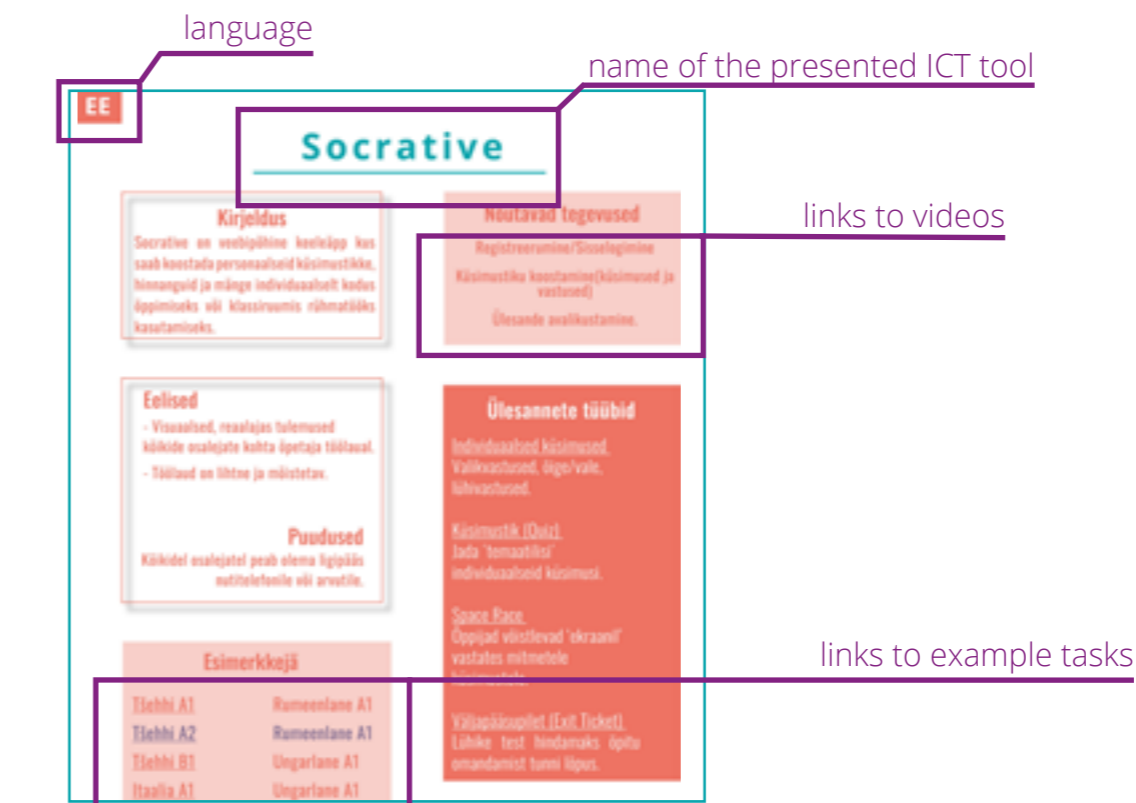 language
name of the presented ICT tool
EE
Socrative
Kirjeldus
Socrative on veebipõhine keeleäpp kus
saab koostada personaalseid küsimustikke,
hinnanguid ja mänge individuaalselt kodus
õppimiseks või klassiruumis rühmatööks
kasutamiseks.
Nõutavad tegevused
links to videos
Registreerumine/Sisselogimine
Küsimustiku koostamine(küsimused ja
vastused)
Ülesande avalikustamine.
Eelised
- Visuaalsed, reaalajas tulemused
kõikide osalejate kohta õpetaja töölaual.
- Töölaud on lihtne ja mõistetav.
Puudused
Kõikidel osalejatel peab olema ligipääs
nutitelefonile või arvutile.
Ülesannete tüübid
Individuaalsed küsimused
Valikvastused, õige/vale,
lühivastused.
Küsimustik (Quiz)
Jada 'temaatilisi'
individuaalseid küsimusi.
Space Race
Õppijad võistlevad 'ekraanil'
vastates mitmetele
küsimustele.
Väljapääsupilet (Exit Ticket)
Lühike test hindamaks õpitu
omandamist tunni lõpus.
links to example tasks
Esimerkkejä
Tšehhi A1 Rumeenlane A1
Tšehhi A2 Rumeenlane A1
Tšehhi B1 Ungarlane A1
Itaalia A1 Ungarlane A1